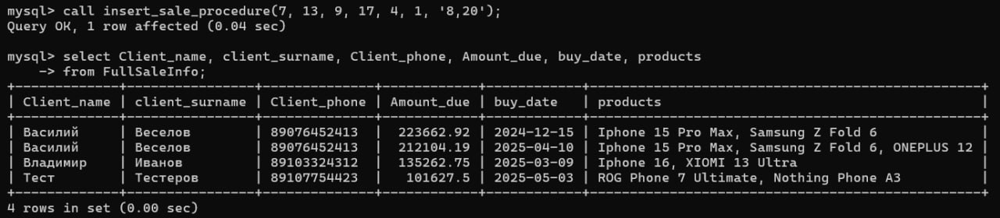 mysql> call insert_sale_procedure(7, 13, 9, 17, 4, 1, '8,20');
Query OK, 1 row affected (0.04 sec)
mysql> select Client_name, client_surname, Client_phone, Amount_due, buy_date, products
    -> from FullSaleInfo;
+-------------+----------------+--------------+------------+------------+-------------------------------------------------+
| Client_name | client_surname | Client_phone | Amount_due | buy_date   | products                                        |
+-------------+----------------+--------------+------------+------------+-------------------------------------------------+
| Василий     | Веселов        | 89076452413  |  223662.92 | 2024-12-15 | Iphone 15 Pro Max, Samsung Z Fold 6             |
| Василий     | Веселов        | 89076452413  |  212104.19 | 2025-04-10 | Iphone 15 Pro Max, Samsung Z Fold 6, ONEPLUS 12 |
| Владимир    | Иванов         | 89103324312  |  135262.75 | 2025-03-09 | Iphone 16, XIOMI 13 Ultra                       |
| Тест        | Тестеров       | 89107754423  |   101627.5 | 2025-05-03 | ROG Phone 7 Ultimate, Nothing Phone A3          |
+-------------+----------------+--------------+------------+------------+-------------------------------------------------+
4 rows in set (0.00 sec)